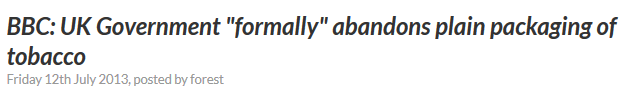 BBC: UK Government "formally" abandons plain packaging of
tobacco
Friday 12th July 2013, posted by forest